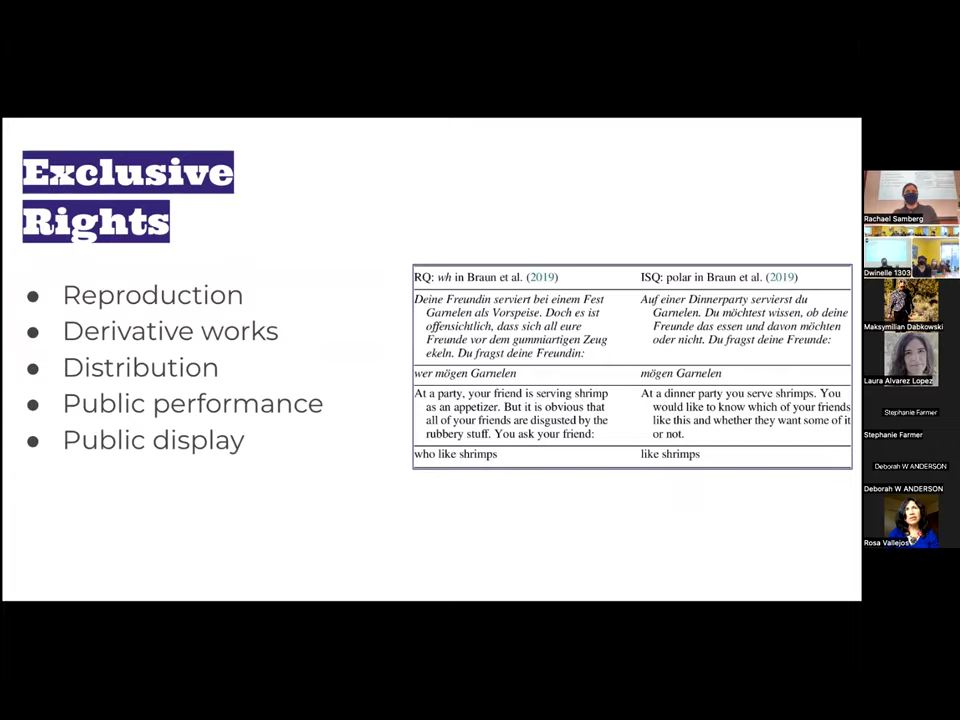 Exclusive
Rights
● Reproduction
● Derivative works
● Distribution
● Public performance
● Public display
RQ: wh in Braun et al. (2019)
Deine Freundin serviert bei einem Fest
Garnelen als Vorspeise. Doch es ist
offensichtlich, dass sich all eure
Freunde vor dem gummiartigen Zeug
ekeln. Du fragst deine Freundin:
wer mögen Garnelen
At a party, your friend is serving shrimp
as an appetizer. But it is obvious that
all of your friends are disgusted by the
rubbery stuff. You ask your friend:
who like shrimps
ISQ: polar in Braun et al. (2019)
Auf einer Dinnerparty servierst du
Garnelen. Du möchtest wissen, ob deine
Freunde das essen und davon möchten
oder nicht. Du fragst deine Freunde:
mögen Garnelen
At a dinner party you serve shrimps. You
would like to know which of your friends
like this and whether they want some of it
or not.
like shrimps
Rachael Samberg
Dwinelle 1303
Maksymilian Dabkowski
Laura Alvarez Lopez
Stephanie Farmer
Stephanie Farmer
Deborah W ANDERSON
Deborah W ANDERSON
Rosa Vallejos